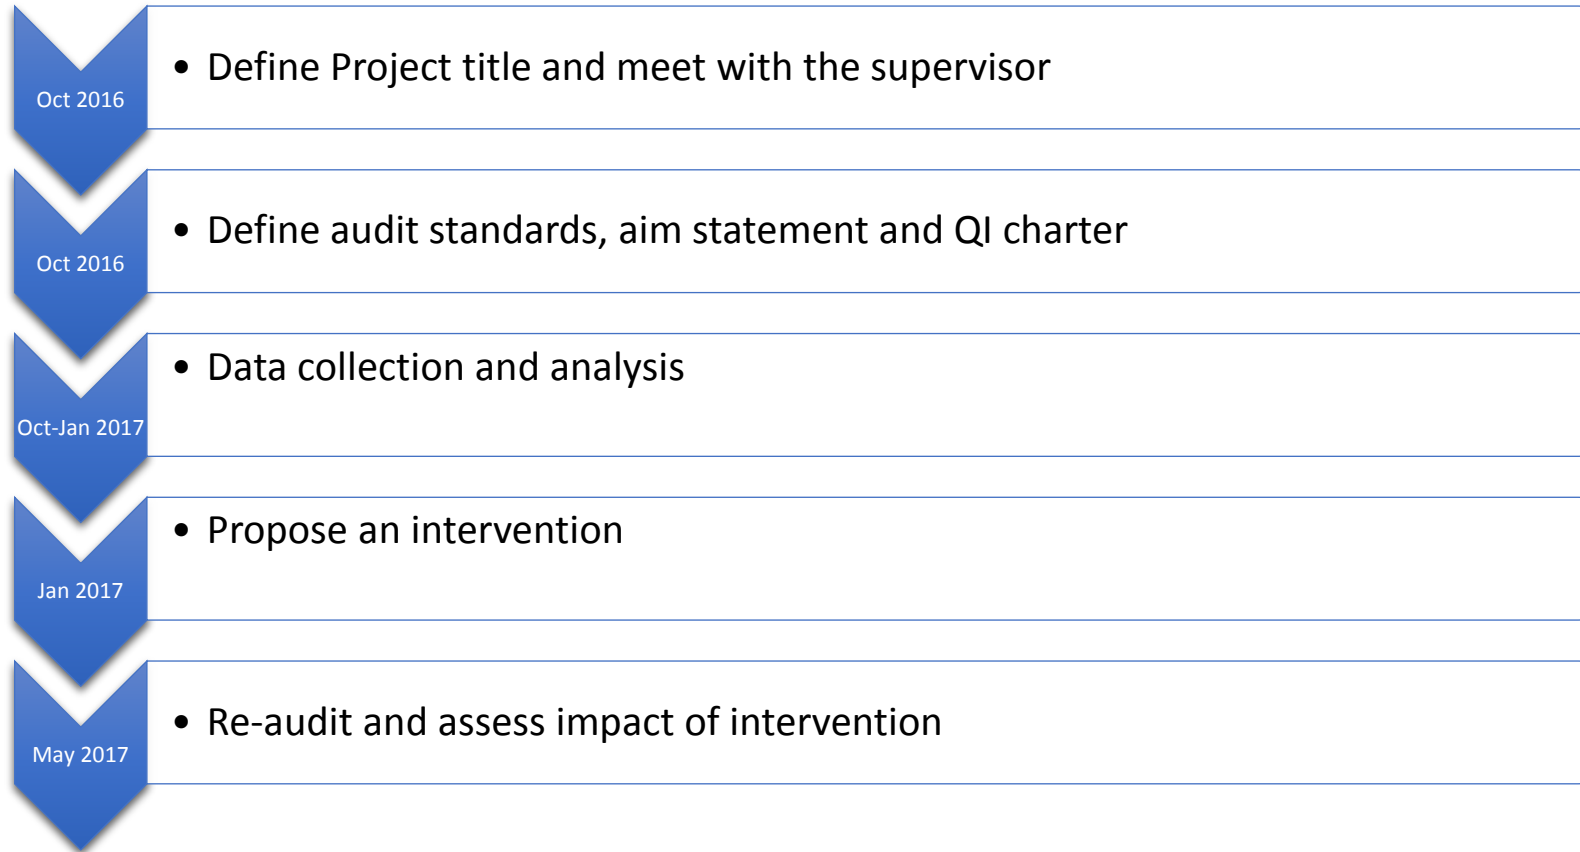 Oct 2016
• Define Project title and meet with the supervisor
Oct 2016
• Define audit standards, aim statement and QI charter
Oct-Jan 2017
• Data collection and analysis
Jan 2017
• Propose an intervention
May 2017
• Re-audit and assess impact of intervention